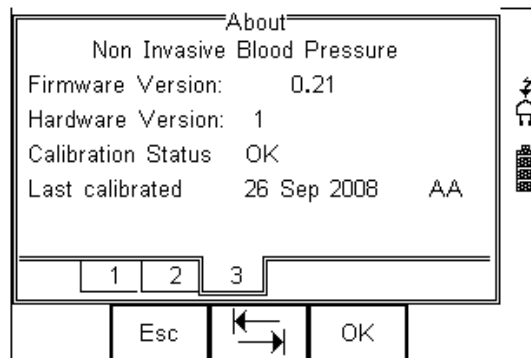 About
Non Invasive Blood Pressure
Firmware Version: 0.21
Hardware Version: 1
Calibration Status OK
Last calibrated 26 Sep 2008 AA
1 2 3
Esc OK